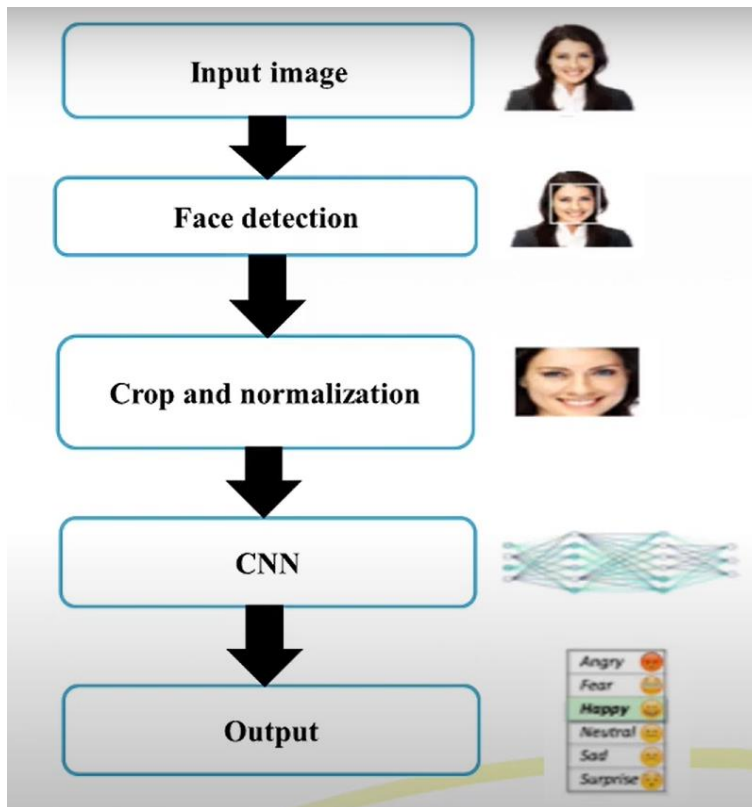 Input image
Face detection
Crop and normalization
CNN
Output
Angry
Fear
Happy
Neutral
Sad
Surprise